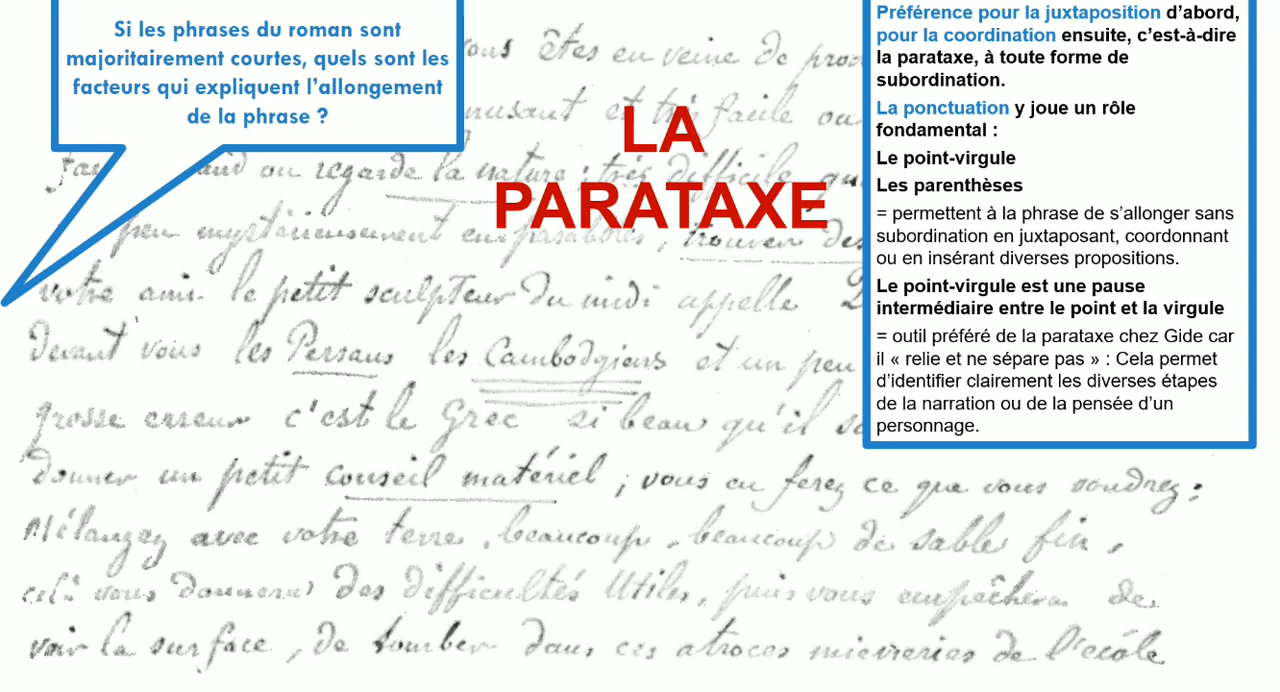 Si les phrases du roman sont
majoritairement courtes, quels sont les
facteurs qui expliquent l'allongement
de la phrase ?
LA
PARATAXE
Préférence pour la juxtaposition d'abord,
pour la coordination ensuite, c'est-à-dire
la parataxe, à toute forme de
subordination.
La ponctuation y joue un rôle
fondamental :
Le point-virgule
Les parenthèses
= permettent à la phrase de s'allonger sans
subordination en juxtaposant, coordonnant
ou en insérant diverses propositions.
Le point-virgule est une pause
intermédiaire entre le point et la virgule
= outil préféré de la parataxe chez Gide car
il « relie et ne sépare pas » : Cela permet
d'identifier clairement les diverses étapes
de la narration ou de la pensée d'un
personnage.
vous êtes en veine de
et très facile
on regarde la nature ; très difficile
peu mystérieusement en paraboles, trouver des
votre ami le petit sculpteur du midi appelle
Devant vous les Persans les Cambodgiens et un peu
grosse erreur c'est le Grec si beau qu'il
donner un petit conseil matériel ; vous en ferez ce que vous voudrez :
Mélangez avec votre terre, beaucoup, beaucoup de sable fin,
vous donnera des difficultés utiles, puis vous empêchera de
voir la surface, de tomber dans ces atroces mièvreries de l'école